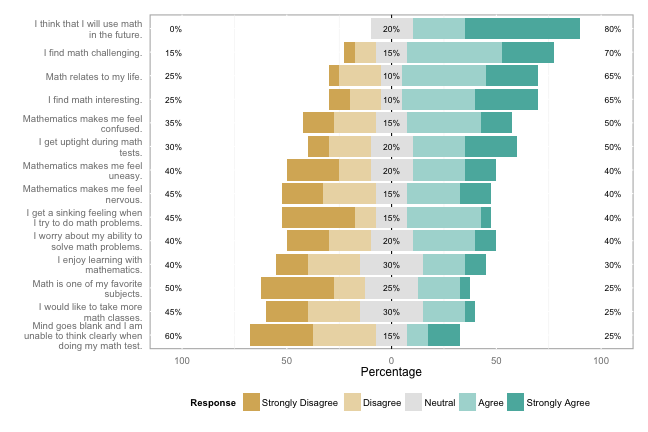 I think that I will use math
in the future.
0%
20%
80%
I find math challenging.
15%
15%
70%
Math relates to my life.
25%
10%
65%
I find math interesting.
25%
10%
65%
Mathematics makes me feel
confused.
35%
15%
50%
I get uptight during math
tests.
30%
20%
50%
Mathematics makes me feel
uneasy.
40%
20%
40%
Mathematics makes me feel
nervous.
45%
15%
40%
I get a sinking feeling when
I try to do math problems.
45%
15%
40%
I worry about my ability to
solve math problems.
40%
20%
40%
I enjoy learning with
mathematics.
40%
30%
30%
Math is one of my favorite
subjects.
50%
25%
25%
I would like to take more
math classes.
45%
30%
25%
Mind goes blank and I am
unable to think clearly when
doing my math test.
60%
15%
25%
100 50 0 50 100
Percentage
Response Strongly Disagree Disagree Neutral Agree Strongly Agree